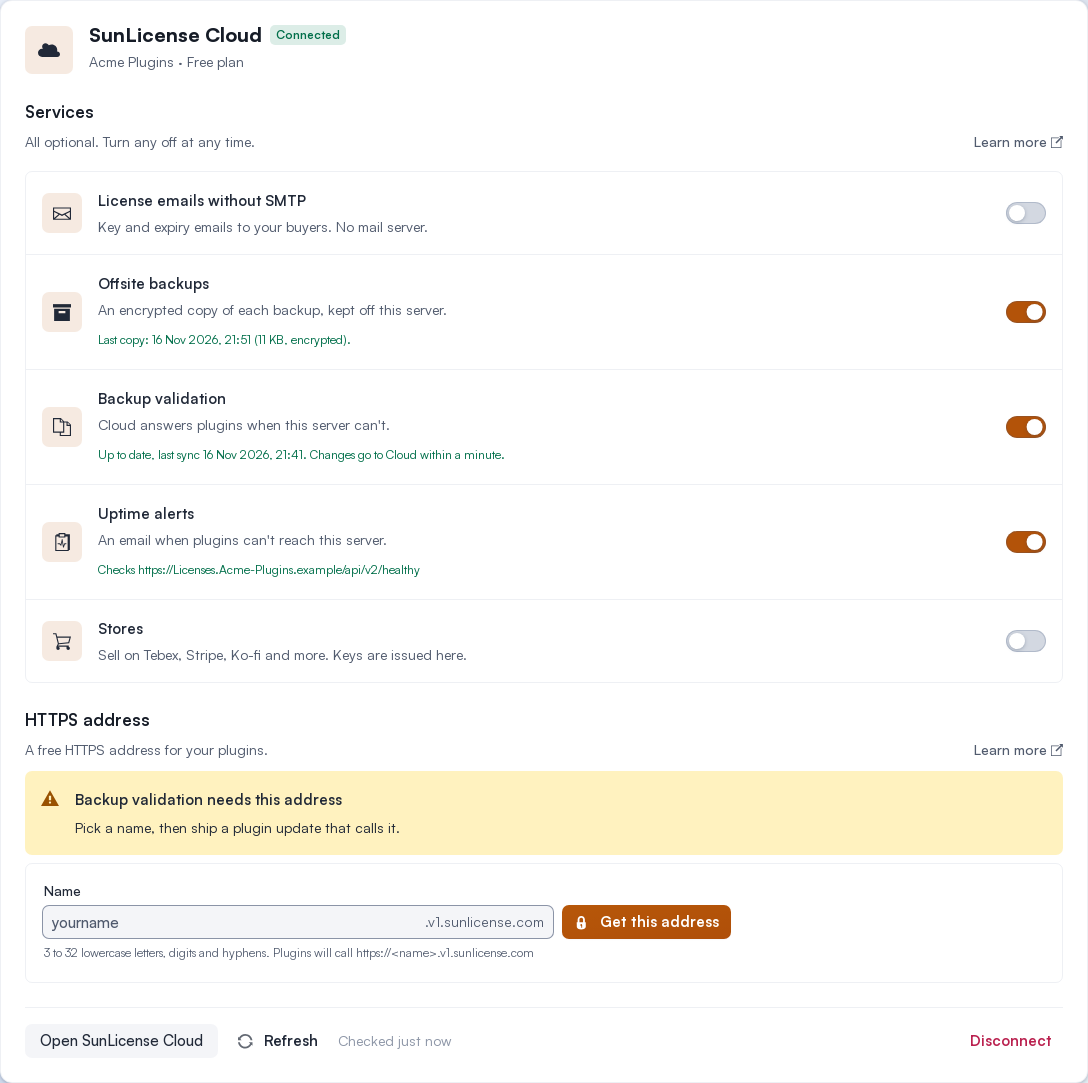 SunLicense Cloud Connected
Acme Plugins · Free plan
Services
All optional. Turn any off at any time. Learn more
License emails without SMTP
Key and expiry emails to your buyers. No mail server.
Offsite backups
An encrypted copy of each backup, kept off this server.
Last copy: 16 Nov 2026, 21:51 (11 KB, encrypted).
Backup validation
Cloud answers plugins when this server can't.
Up to date, last sync 16 Nov 2026, 21:41. Changes go to Cloud within a minute.
Uptime alerts
An email when plugins can't reach this server.
Checks https://Licenses.Acme-Plugins.example/api/v2/healthy
Stores
Sell on Tebex, Stripe, Ko-fi and more. Keys are issued here.
HTTPS address
A free HTTPS address for your plugins. Learn more
Backup validation needs this address
Pick a name, then ship a plugin update that calls it.
Name
yourname .v1.sunlicense.com Get this address
3 to 32 lowercase letters, digits and hyphens. Plugins will call https://<name>.v1.sunlicense.com
Open SunLicense Cloud Refresh Checked just now Disconnect